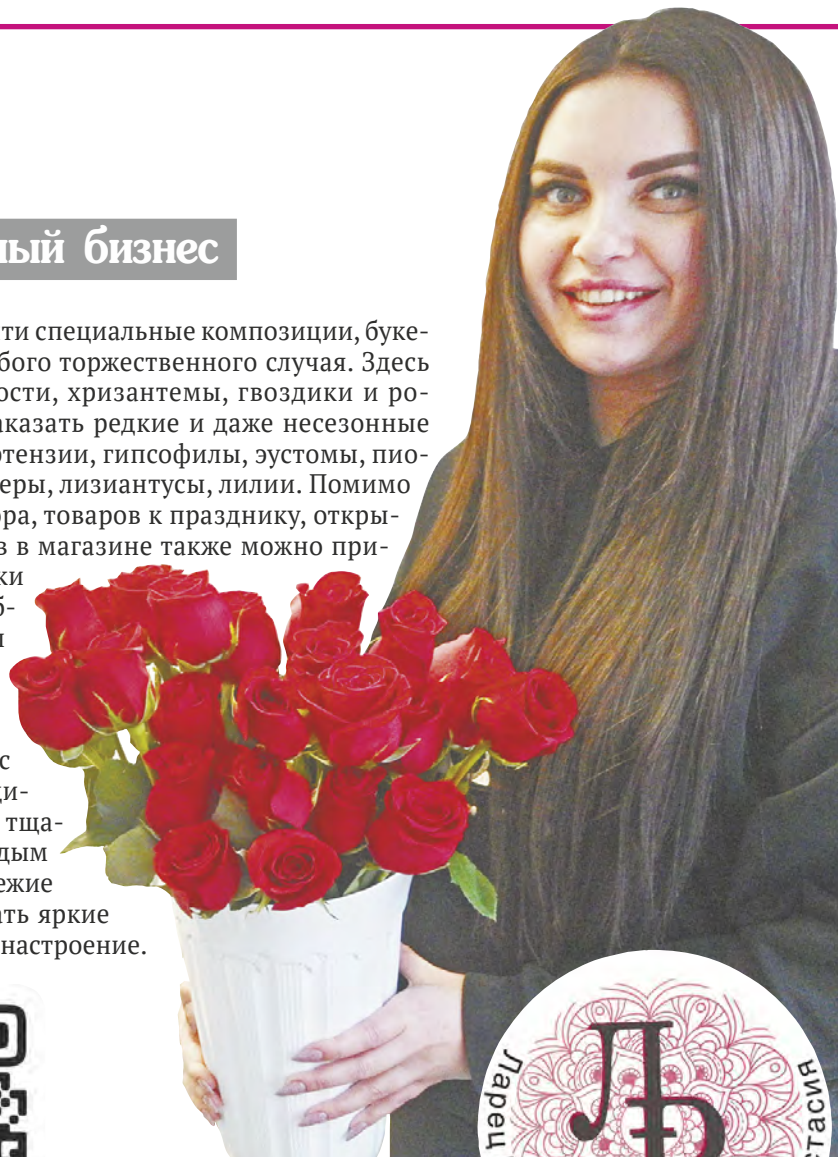 ный бизнес
ти специальные композиции, буке-
бого торжественного случая. Здесь
ости, хризантемы, гвоздики и ро-
аказать редкие и даже несезонные
ртензии, гипсофилы, эустомы, пио-
еры, лизиантусы, лилии. Помимо
ра, товаров к празднику, откры-
в в магазине также можно при-
ки
б-
с
ди-
тща-
дым
ежие
ать яркие
настроение.
Ларец
стасия